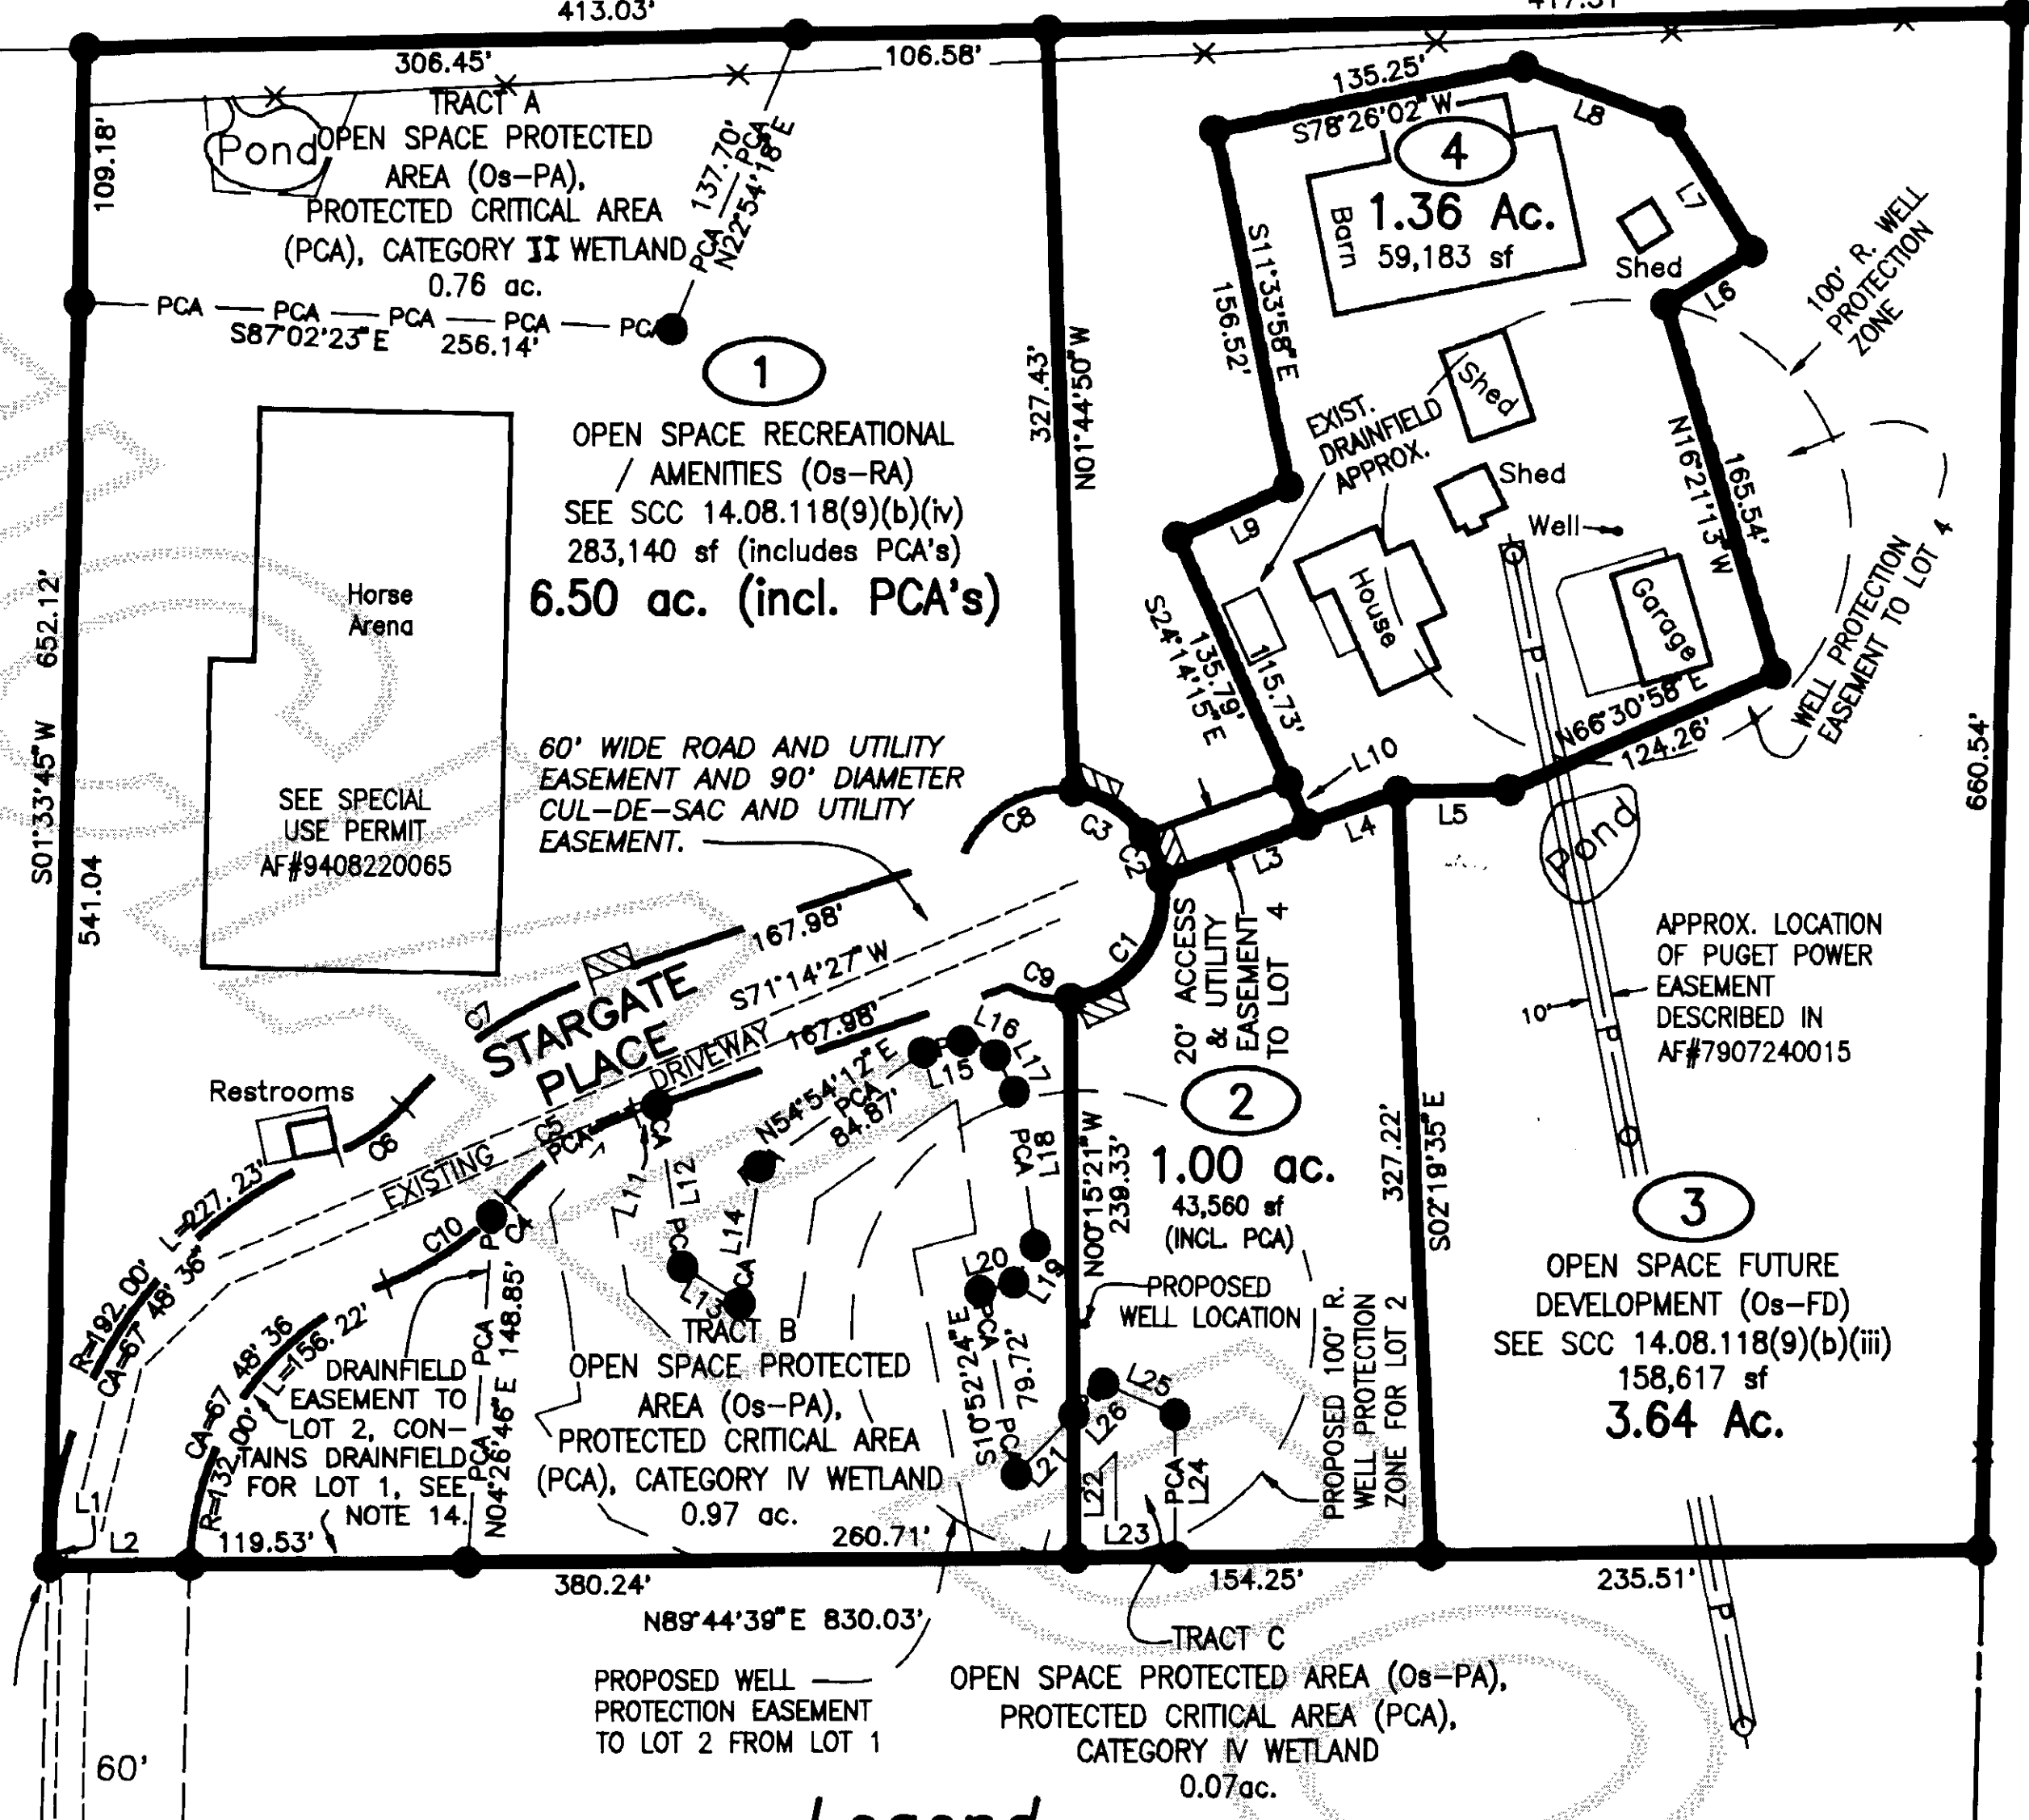 413.03'
306.45'
106.58'
109.18'
Pond
TRACT A
OPEN SPACE PROTECTED
AREA (Os-PA),
PROTECTED CRITICAL AREA
(PCA), CATEGORY II WETLAND
0.76 ac.
PCA 137.70' PCA
N22°54'18"E
PCA PCA PCA PCA PCA
S87°02'23"E 256.14'
1
OPEN SPACE RECREATIONAL
/ AMENITIES (Os-RA)
SEE SCC 14.08.118(9)(b)(iv)
283,140 sf (includes PCA's)
6.50 ac. (incl. PCA's)
327.43'
N01°44'50"W
135.25'
S78°26'02"W
L8
L7
L6
4
1.36 Ac.
59,183 sf
Barn
Shed
100' R. WELL
PROTECTION
ZONE
S11°33'58"E
156.52'
EXIST.
DRAINFIELD
APPROX.
Shed
Shed
Well
N16°21'13"W
165.54'
WELL PROTECTION
EASEMENT TO LOT 4
L9
House
Garage
S24°14'15"E
135.79'
115.73'
N66°30'58"E
124.26'
L10
L5
L4
L3
Pond
660.54'
Horse
Arena
S01°33'45"W 652.12'
541.04
SEE SPECIAL
USE PERMIT
AF#9408220065
60' WIDE ROAD AND UTILITY
EASEMENT AND 90' DIAMETER
CUL-DE-SAC AND UTILITY
EASEMENT.
C8
C3
C2
C1
C9
167.98'
S71°14'27"W
167.98'
C7
STARGATE
PLACE
EXISTING DRIVEWAY
20' ACCESS
& UTILITY
EASEMENT
TO LOT 4
APPROX. LOCATION
OF PUGET POWER
EASEMENT
DESCRIBED IN
AF#7907240015
10'
P
P
P
Restrooms
C6
C5
PCA
C4
C10
L=227.23'
R=192.00'
CA=67°48'36"
CA=67 48' 36
L=156.22'
R=132.00'
N54°54'12"E
PCA
84.87'
L15
L16
L17
L18
PCA
L19
L20
L11
L12
L13
L14
DRAINFIELD
EASEMENT TO
LOT 2, CON-
TAINS DRAINFIELD
FOR LOT 1, SEE
NOTE 14.
PCA PCA
N04°26'46"E 148.85'
TRACT B
OPEN SPACE PROTECTED
AREA (Os-PA),
PROTECTED CRITICAL AREA
(PCA), CATEGORY IV WETLAND
0.97 ac.
S10°52'24"E
79.72'
PCA PCA
L21
N00°15'21"W
239.33'
2
1.00 ac.
43,560 sf
(INCL. PCA)
PROPOSED
WELL LOCATION
L25
L26
L22
L23
PCA
L24
PROPOSED 100' R.
WELL PROTECTION
ZONE FOR LOT 2
327.22'
S02°19'35"E
3
OPEN SPACE FUTURE
DEVELOPMENT (Os-FD)
SEE SCC 14.08.118(9)(b)(iii)
158,617 sf
3.64 Ac.
L1
L2
119.53'
260.71'
380.24'
154.25'
235.51'
N89°44'39"E 830.03'
PROPOSED WELL
PROTECTION EASEMENT
TO LOT 2 FROM LOT 1
TRACT C
OPEN SPACE PROTECTED AREA (Os-PA),
PROTECTED CRITICAL AREA (PCA),
CATEGORY IV WETLAND
0.07ac.
60'